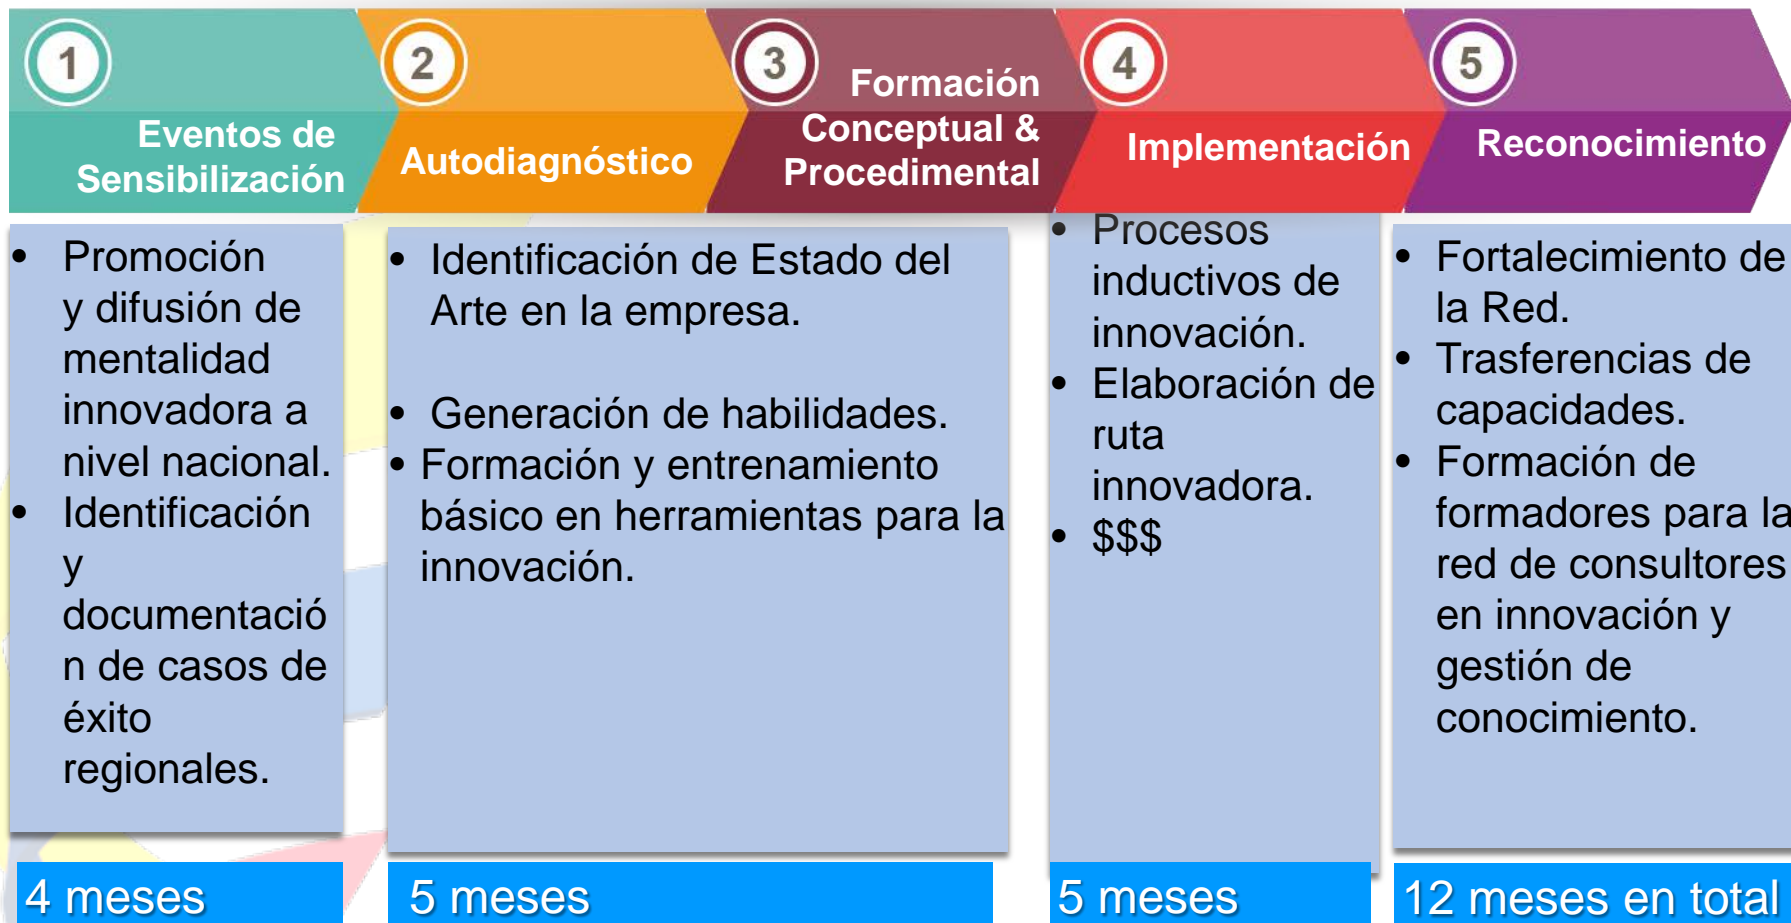 1
Eventos de
Sensibilización
2
Autodiagnóstico
3
Formación
Conceptual &
Procedimental
4
Implementación
5
Reconocimiento
• Promoción
y difusión de
mentalidad
innovadora a
nivel nacional.
• Identificación
y
documentació
n de casos de
éxito
regionales.
• Identificación de Estado del
Arte en la empresa.
• Generación de habilidades.
• Formación y entrenamiento
básico en herramientas para la
innovación.
• Procesos
inductivos de
innovación.
• Elaboración de
ruta
innovadora.
• $$$
• Fortalecimiento de
la Red.
• Trasferencias de
capacidades.
• Formación de
formadores para la
red de consultores
en innovación y
gestión de
conocimiento.
4 meses
5 meses
5 meses
12 meses en total